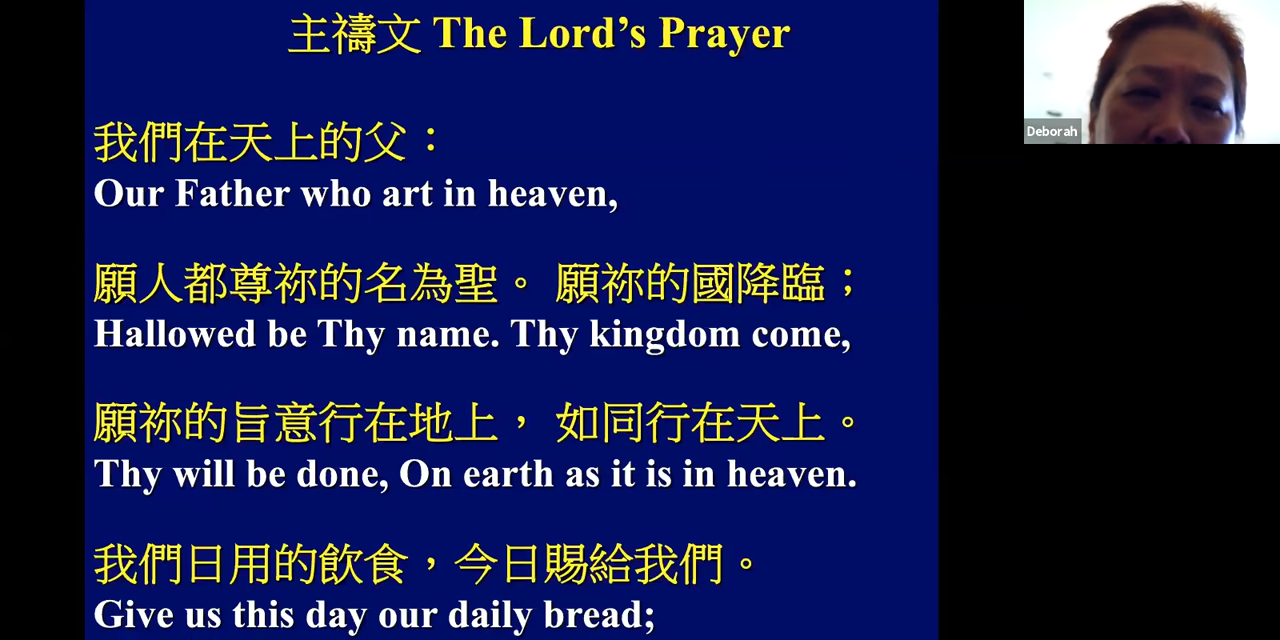 主禱文 The Lord's Prayer
我們在天上的父：
Our Father who art in heaven,
願人都尊祢的名為聖。 願祢的國降臨；
Hallowed be Thy name. Thy kingdom come,
願祢的旨意行在地上， 如同行在天上。
Thy will be done, On earth as it is in heaven.
我們日用的飲食，今日賜給我們。
Give us this day our daily bread;
Deborah